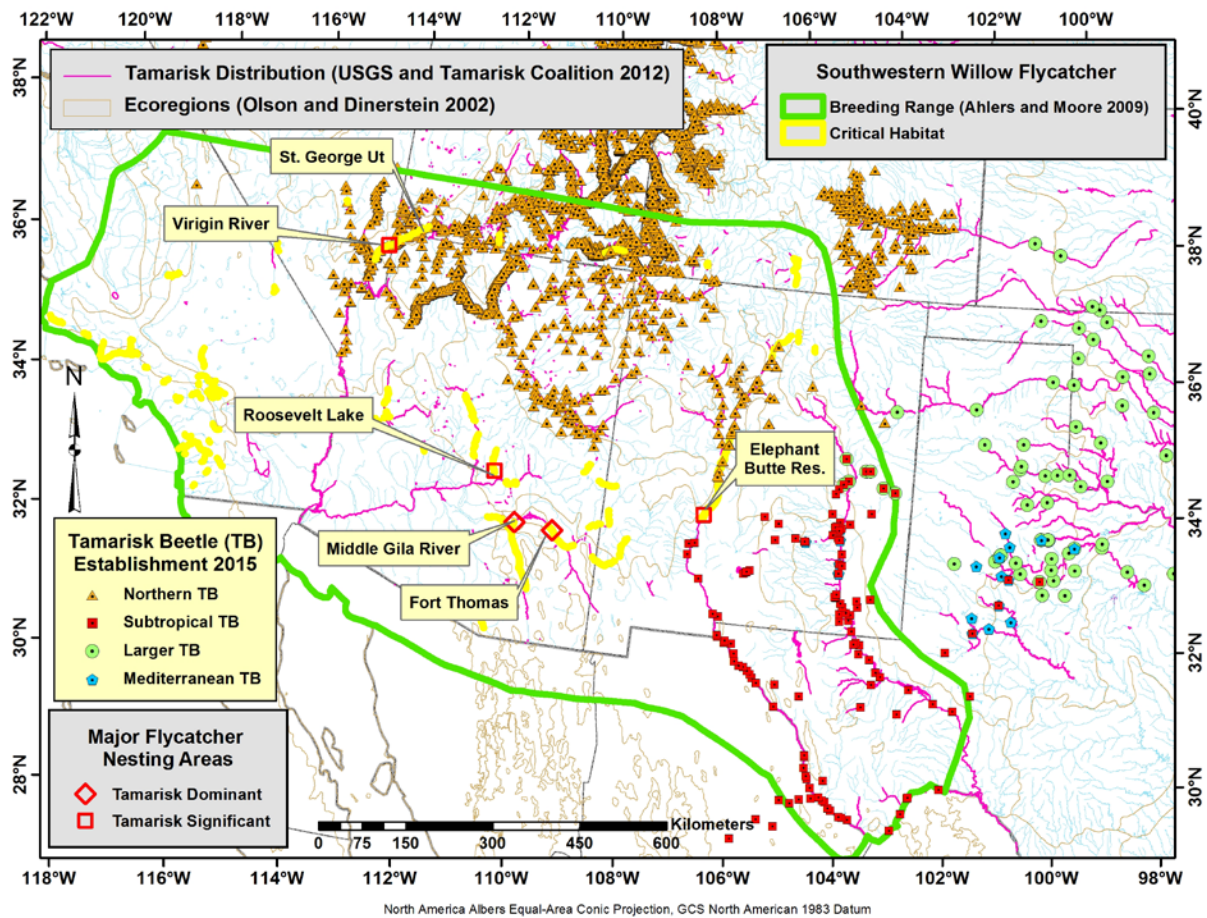 122°W 120°W 118°W 116°W 114°W 112°W 110°W 108°W 106°W 104°W 102°W 100°W
38°N
36°N
34°N
32°N
30°N
28°N
40°N
38°N
36°N
34°N
32°N
30°N
Tamarisk Distribution (USGS and Tamarisk Coalition 2012)
Ecoregions (Olson and Dinerstein 2002)
Southwestern Willow Flycatcher
Breeding Range (Ahlers and Moore 2009)
Critical Habitat
St. George Ut
Virigin River
Roosevelt Lake
Elephant
Butte Res.
Middle Gila River
Fort Thomas
N
Tamarisk Beetle (TB)
Establishment 2015
Northern TB
Subtropical TB
Larger TB
Mediterranean TB
Major Flycatcher
Nesting Areas
Tamarisk Dominant
Tamarisk Significant
Kilometers
0 75 150 300 450 600
118°W 116°W 114°W 112°W 110°W 108°W 106°W 104°W 102°W 100°W 98°W
North America Albers Equal-Area Conic Projection, GCS North American 1983 Datum